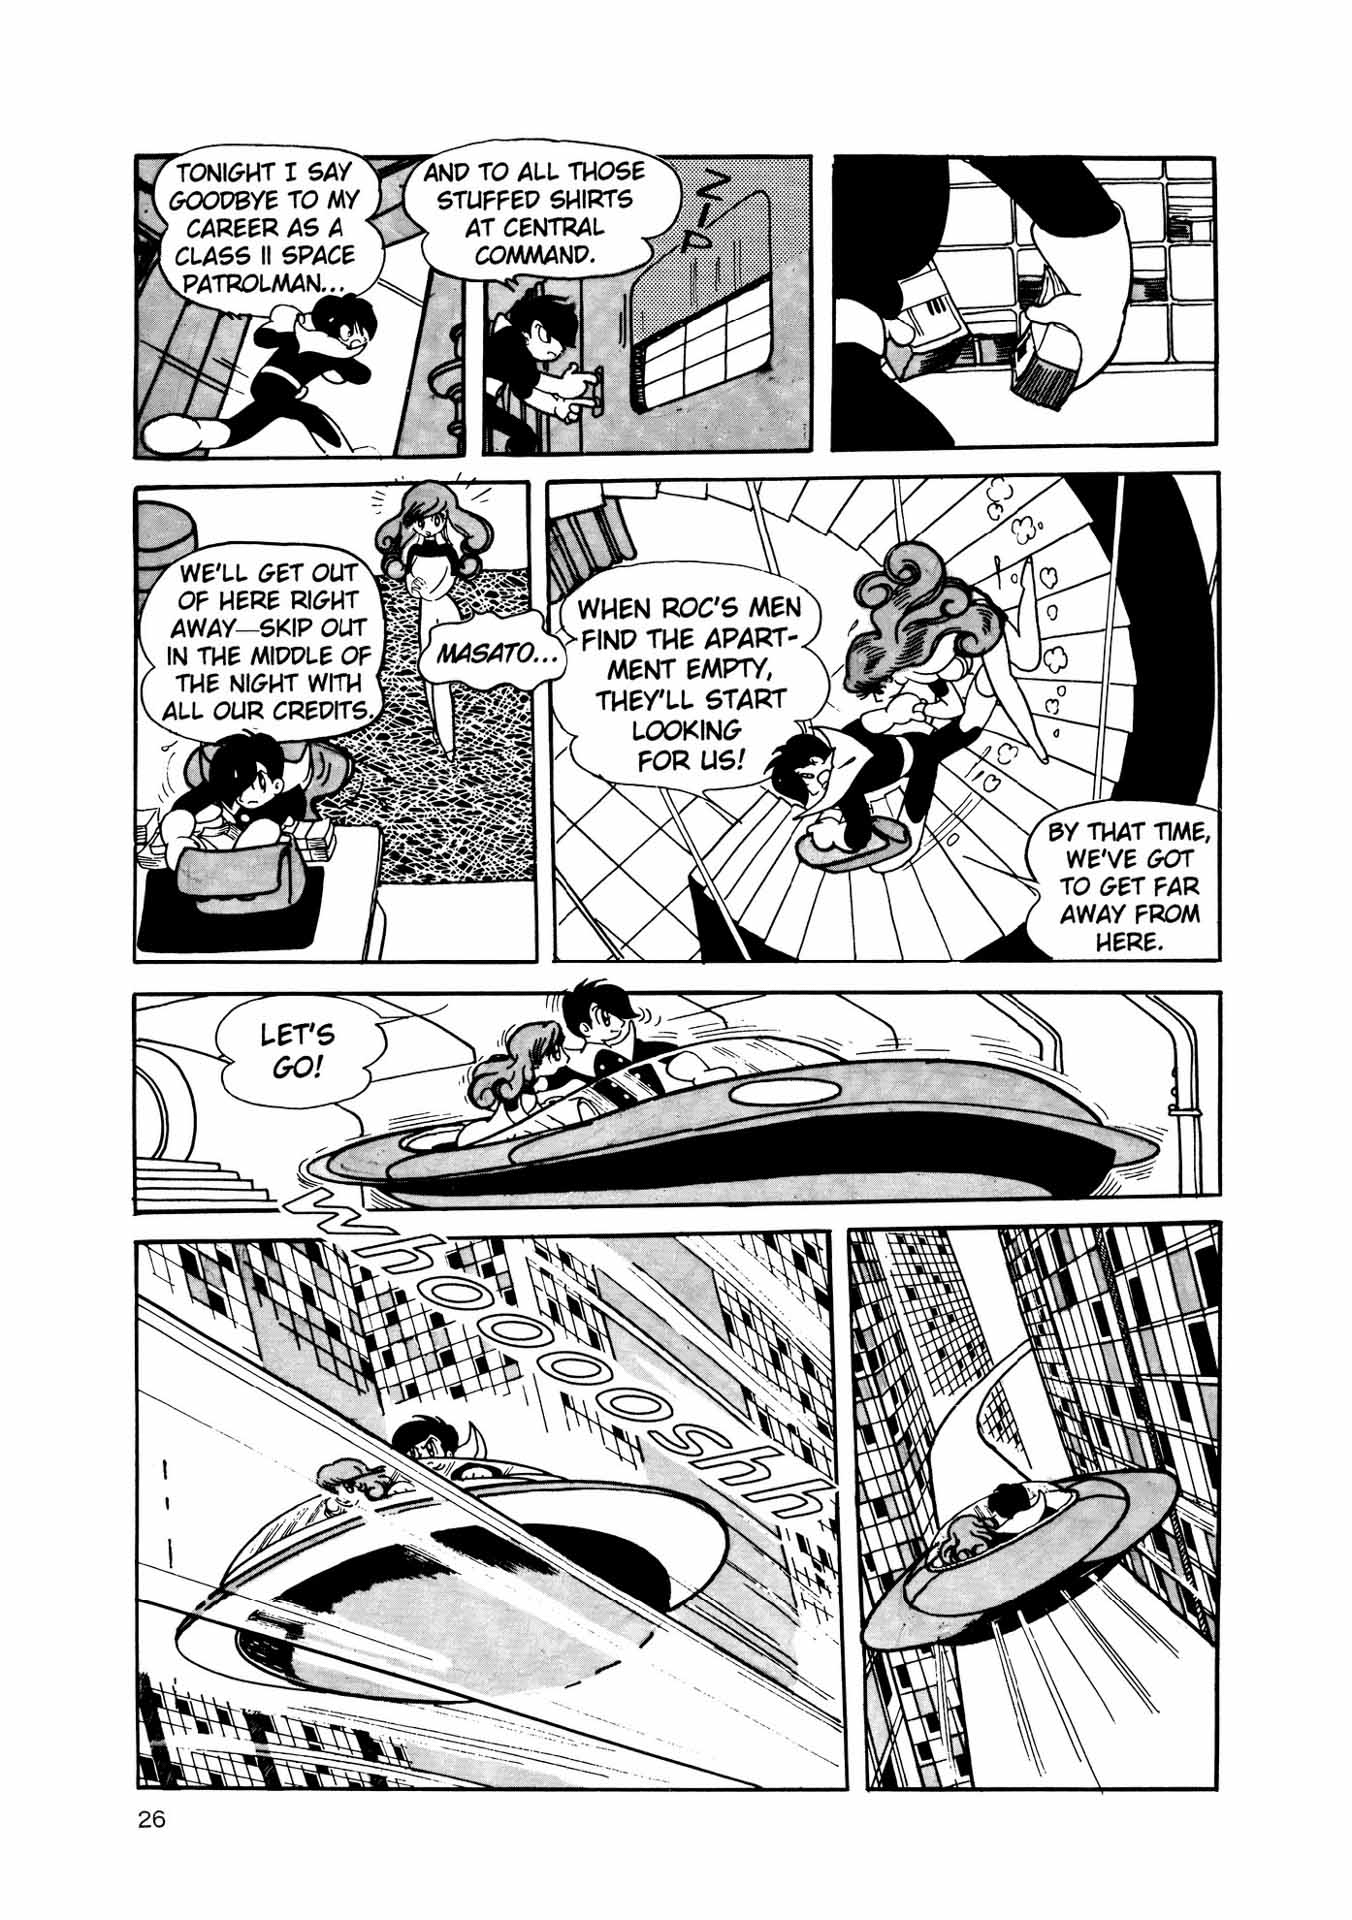 TONIGHT I SAY
GOODBYE TO MY
CAREER AS A
CLASS II SPACE
PATROLMAN...
AND TO ALL THOSE
STUFFED SHIRTS
AT CENTRAL
COMMAND.
ZIP
WE'LL GET OUT
OF HERE RIGHT
AWAY—SKIP OUT
IN THE MIDDLE OF
THE NIGHT WITH
ALL OUR CREDITS.
MASATO...
WHEN ROC'S MEN
FIND THE APART-
MENT EMPTY,
THEY'LL START
LOOKING
FOR US!
BY THAT TIME,
WE'VE GOT
TO GET FAR
AWAY FROM
HERE.
LET'S
GO!
Whooooooshh
26